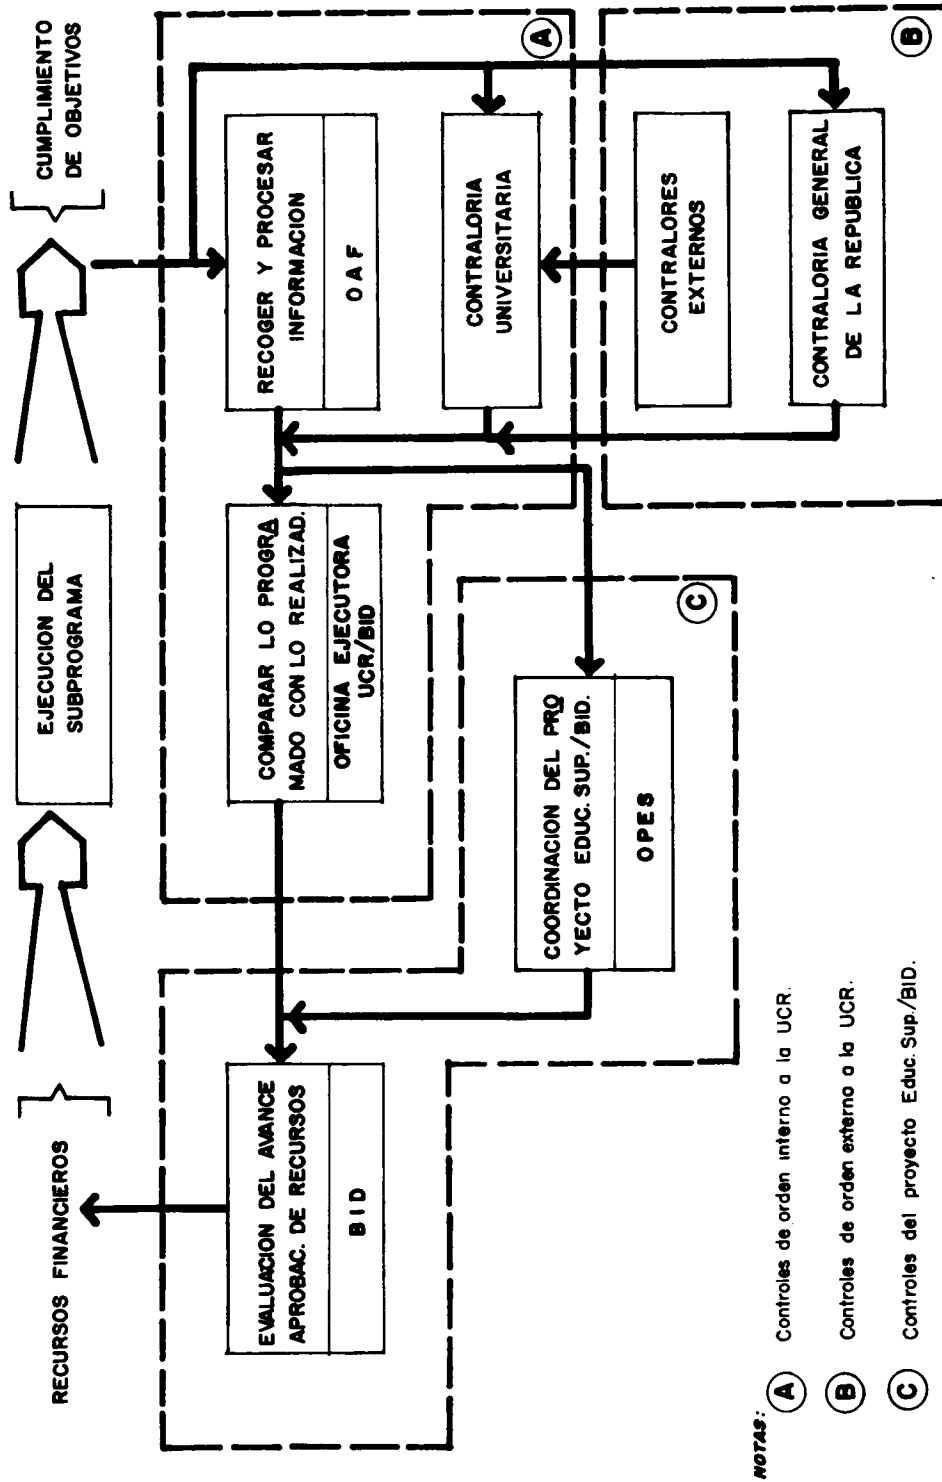 RECURSOS FINANCIEROS
EJECUCION DEL
SUBPROGRAMA
CUMPLIMIENTO
DE OBJETIVOS
EVALUACION DEL AVANCE
APROBAC. DE RECURSOS
BID
COMPARAR LO PROGRA
MADO CON LO REALIZAD.
OFICINA EJECUTORA
UCR/BID
RECOGER Y PROCESAR
INFORMACION
OAF
A
CONTRALORIA
UNIVERSITARIA
COORDINACION DEL PRO
YECTO EDUC. SUP./BID.
OPES
C
CONTRALORES
EXTERNOS
CONTRALORIA GENERAL
DE LA REPUBLICA
B
NOTAS:
A Controles de orden interno a la UCR.
B Controles de orden externo a la UCR.
C Controles del proyecto Educ. Sup./BID.